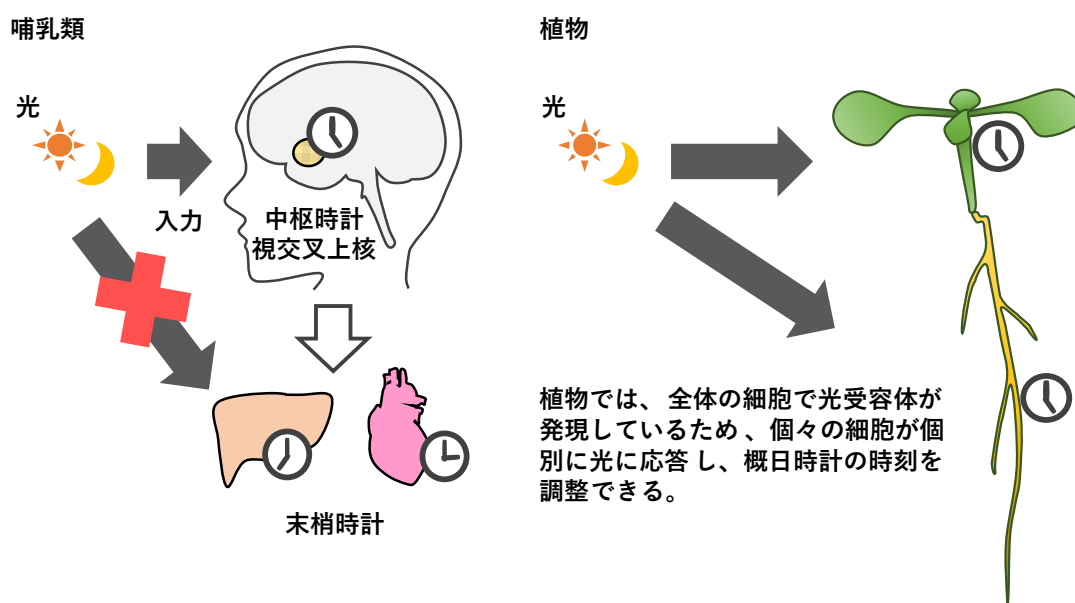 哺乳類
光
入力
中枢時計
視交叉上核
末梢時計
植物
光
植物では、全体の細胞で光受容体が
発現しているため、個々の細胞が個
別に光に応答し、概日時計の時刻を
調整できる。